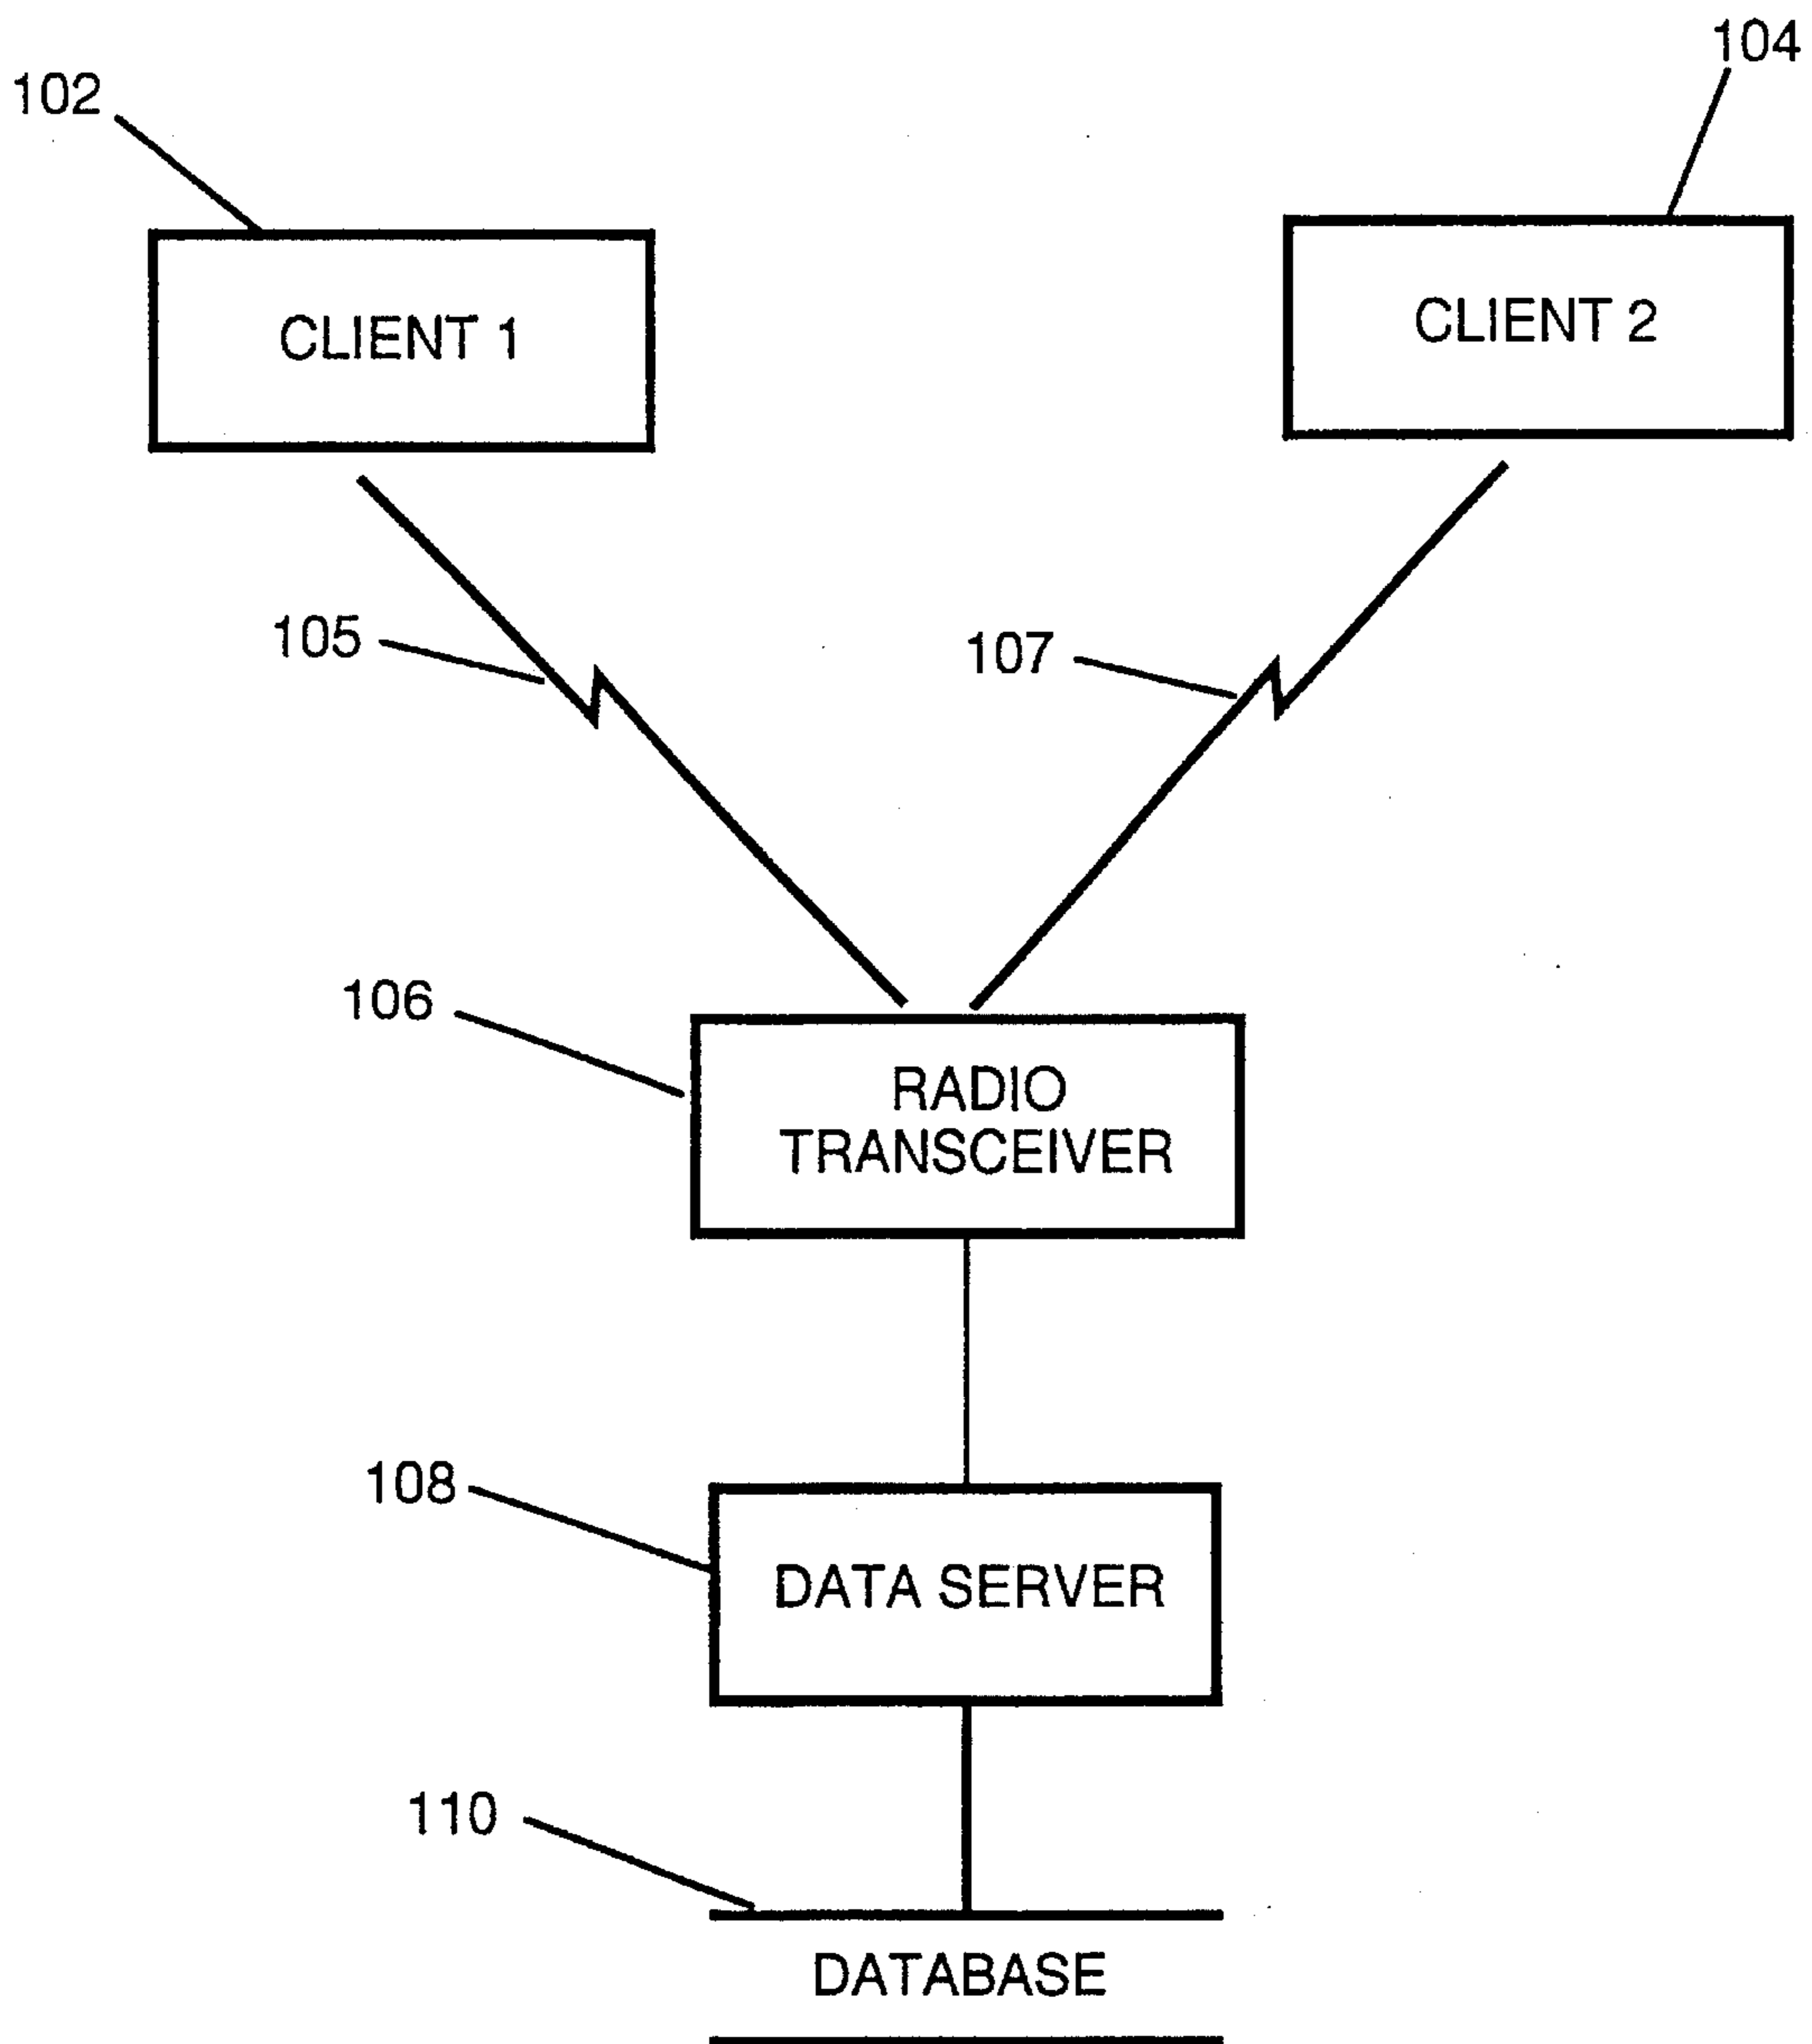 104
102
CLIENT 1
CLIENT 2
105
107
106
RADIO
TRANSCEIVER
108
DATA SERVER
110
DATABASE